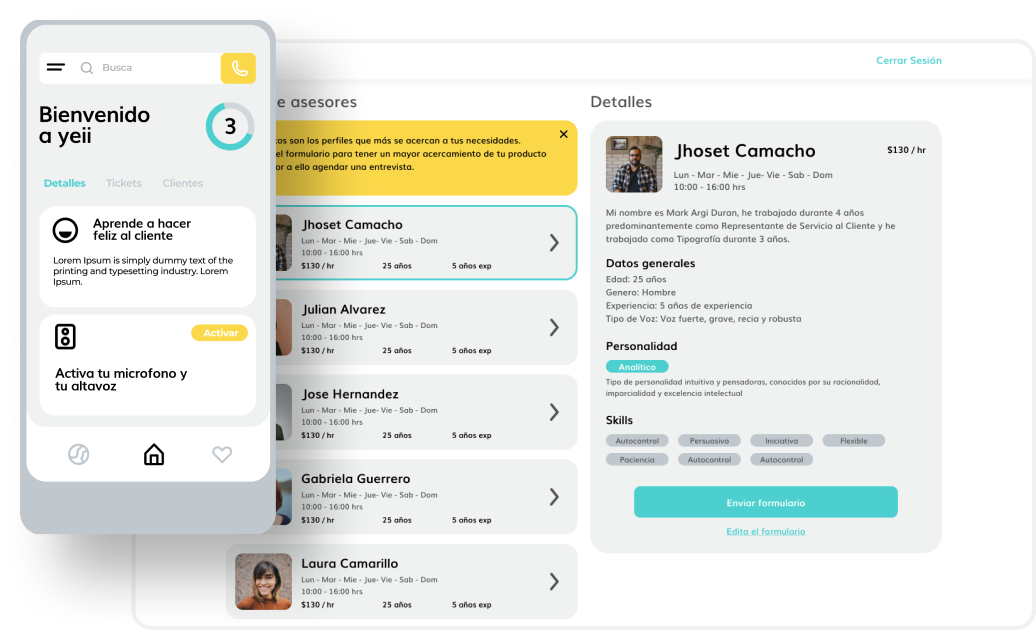 Busca
Bienvenido
a yeii
3
Detalles Tickets Clientes
Aprende a hacer
feliz al cliente
Lorem Ipsum is simply dummy text of the
printing and typesetting industry. Lorem
Ipsum.
Activar
Activa tu microfono y
tu altavoz
Cerrar Sesión
e asesores
os son los perfiles que más se acercan a tus necesidades.
el formulario para tener un mayor acercamiento de tu producto
or a ello agendar una entrevista.
Jhoset Camacho
Lun - Mar - Mie - Jue- Vie - Sab - Dom
10:00 - 16:00 hrs
$130 / hr 25 años 5 años exp
Julian Alvarez
Lun - Mar - Mie - Jue- Vie - Sab - Dom
10:00 - 16:00 hrs
$130 / hr 25 años 5 años exp
Jose Hernandez
Lun - Mar - Mie - Jue- Vie - Sab - Dom
10:00 - 16:00 hrs
$130 / hr 25 años 5 años exp
Gabriela Guerrero
Lun - Mar - Mie - Jue- Vie - Sab - Dom
10:00 - 16:00 hrs
$130 / hr 25 años 5 años exp
Laura Camarillo
Lun - Mar - Mie - Jue- Vie - Sab - Dom
10:00 - 16:00 hrs
$130 / hr 25 años 5 años exp
Detalles
Jhoset Camacho $130 / hr
Lun - Mar - Mie - Jue- Vie - Sab - Dom
10:00 - 16:00 hrs
Mi nombre es Mark Argi Duran, he trabajado durante 4 años
predominantemente como Representante de Servicio al Cliente y he
trabajado como Tipografía durante 3 años.
Datos generales
Edad: 25 años
Genero: Hombre
Experiencia: 5 años de experiencia
Tipo de Voz: Voz fuerte, grave, recia y robusta
Personalidad
Analítico
Tipo de personalidad intuitiva y pensadoras, conocidos por su racionalidad,
imparcialidad y excelencia intelectual
Skills
Autocontrol Persuasivo Iniciativa Flexible
Paciencia Autocontrol Autocontrol
Enviar formulario
Edita el formulario